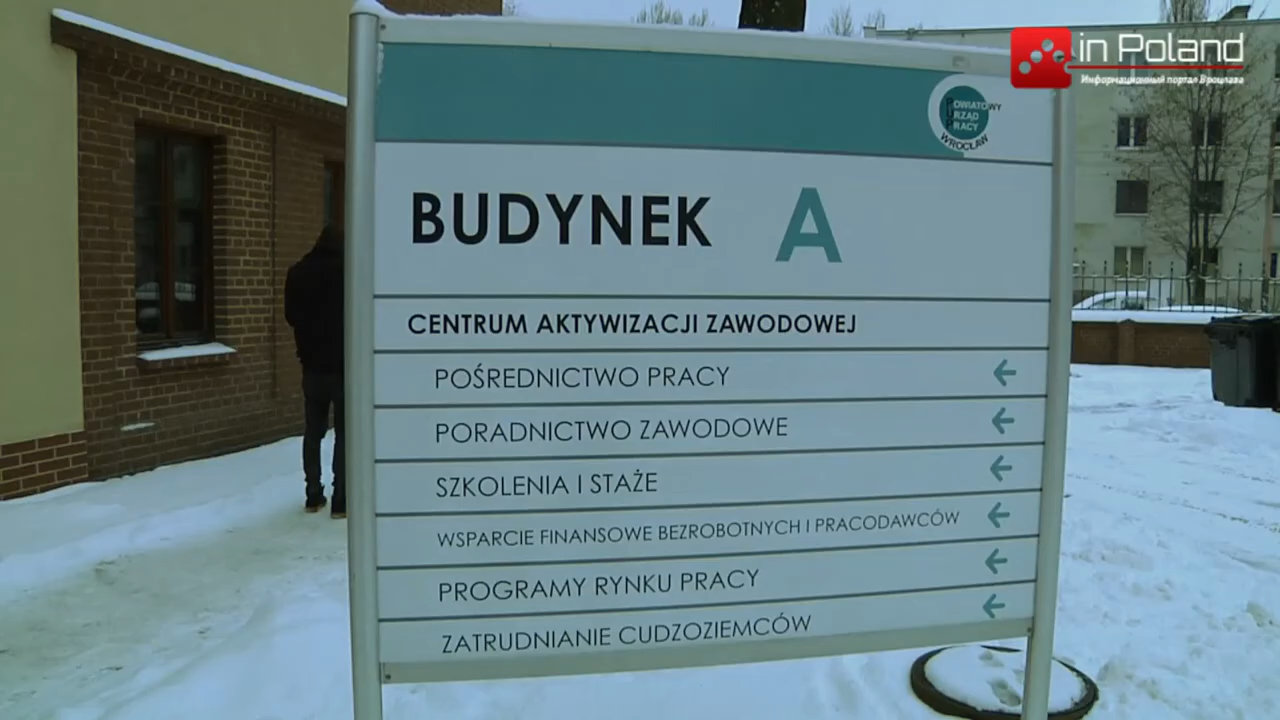 in Poland
Информационный портал Вроцлава
POWIATOWY
URZĄD
PRACY
WROCŁAW
BUDYNEK A
CENTRUM AKTYWIZACJI ZAWODOWEJ
POŚREDNICTWO PRACY
PORADNICTWO ZAWODOWE
SZKOLENIA I STAŻE
WSPARCIE FINANSOWE BEZROBOTNYCH I PRACODAWCÓW
PROGRAMY RYNKU PRACY
ZATRUDNIANIE CUDZOZIEMCÓW